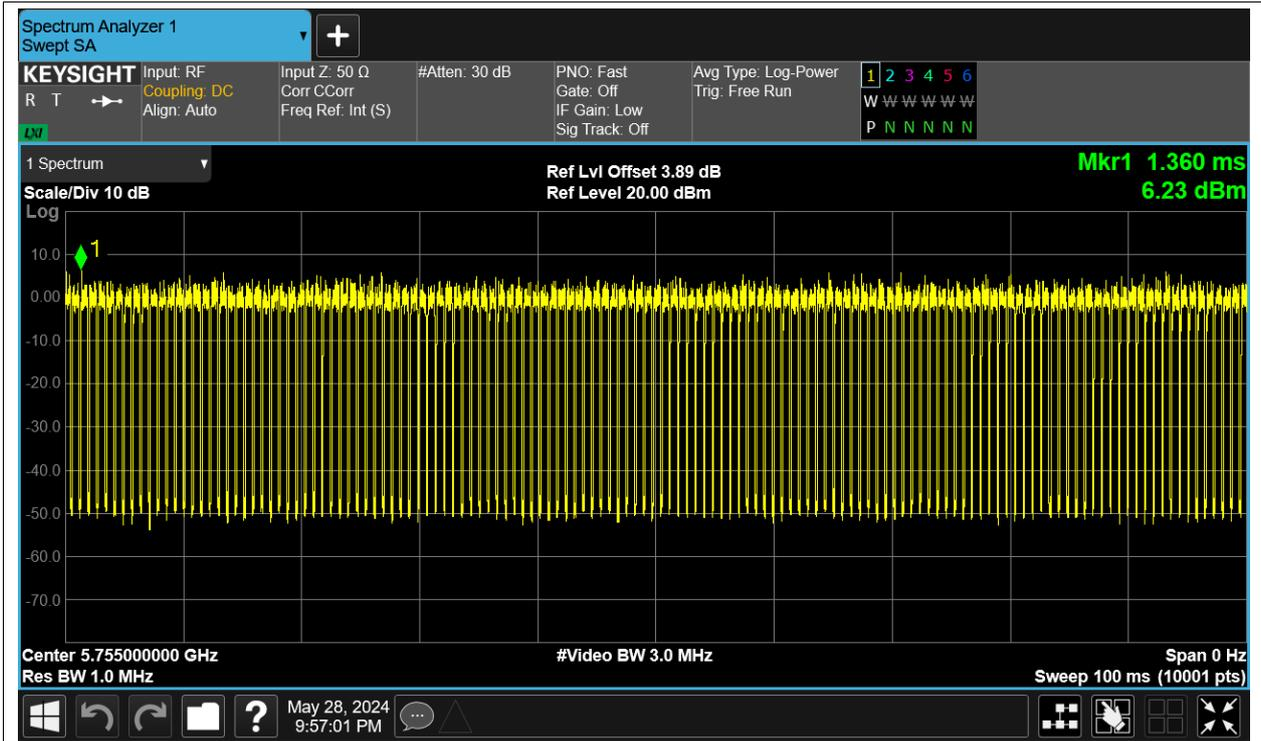 Spectrum Analyzer 1
Swept SA
+
KEYSIGHT
R T
LXI
Input: RF
Coupling: DC
Align: Auto
Input Z: 50 Ω
Corr CCorr
Freq Ref: Int (S)
#Atten: 30 dB
PNO: Fast
Gate: Off
IF Gain: Low
Sig Track: Off
Avg Type: Log-Power
Trig: Free Run
1 2 3 4 5 6
W W W W W W
P N N N N N
1 Spectrum
Scale/Div 10 dB
Ref Lvl Offset 3.89 dB
Ref Level 20.00 dBm
Mkr1 1.360 ms
6.23 dBm
Log
1
10.0
0.00
-10.0
-20.0
-30.0
-40.0
-50.0
-60.0
-70.0
Center 5.755000000 GHz
Res BW 1.0 MHz
#Video BW 3.0 MHz
Span 0 Hz
Sweep 100 ms (10001 pts)
?
May 28, 2024
9:57:01 PM